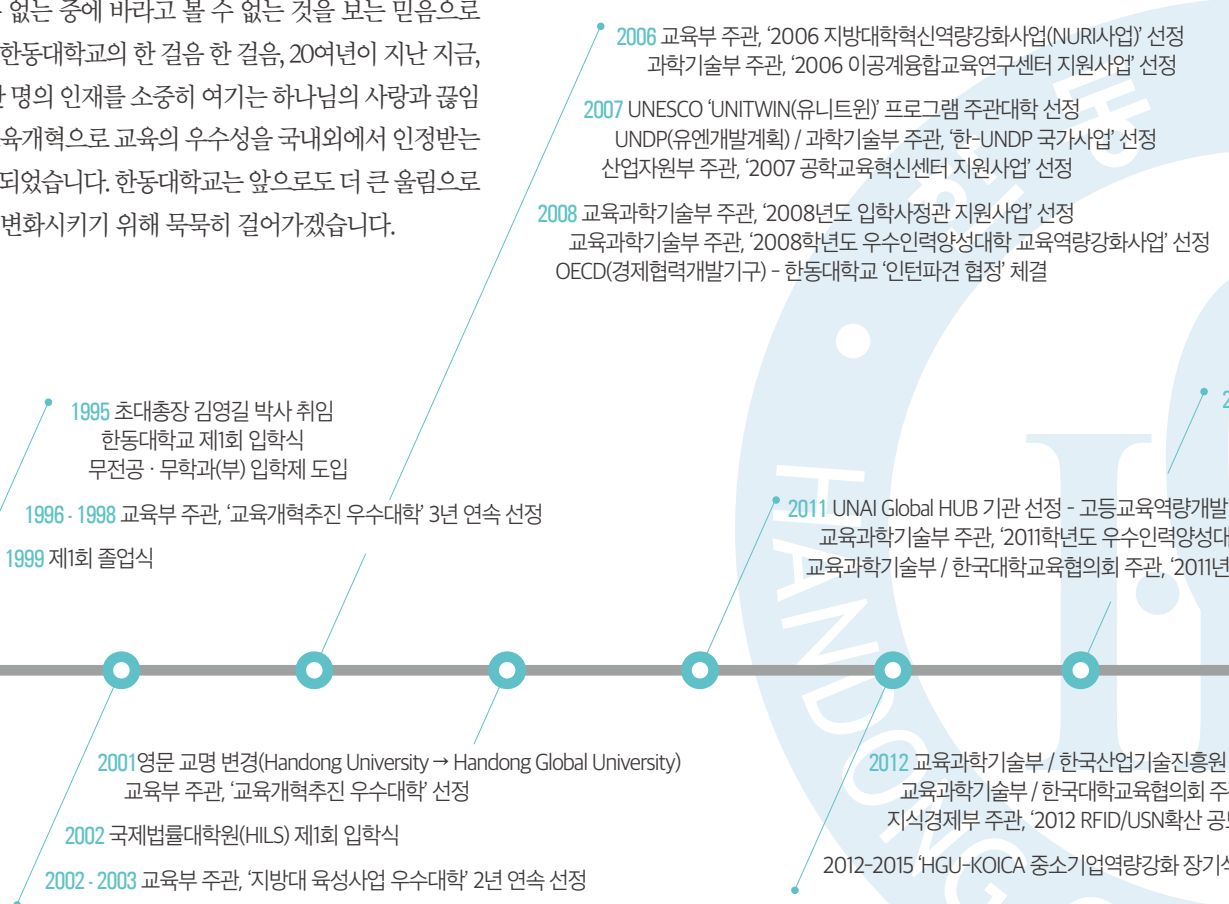 없는 중에 바라고 볼 수 없는 것을 보는 믿음으로
한동대학교의 한 걸음 한 걸음, 20여년이 지난 지금,
명의 인재를 소중히 여기는 하나님의 사랑과 끊임
육개혁으로 교육의 우수성을 국내외에서 인정받는
되었습니다. 한동대학교는 앞으로도 더 큰 울림으로
변화시키기 위해 묵묵히 걸어가겠습니다.
1995 초대총장 김영길 박사 취임
한동대학교 제1회 입학식
무전공 · 무학과(부) 입학제 도입
1996 - 1998 교육부 주관, ‘교육개혁추진 우수대학’ 3년 연속 선정
1999 제1회 졸업식
2001영문 교명 변경(Handong University → Handong Global University)
교육부 주관, ‘교육개혁추진 우수대학’ 선정
2002 국제법률대학원(HILS) 제1회 입학식
2002 - 2003 교육부 주관, ‘지방대 육성사업 우수대학’ 2년 연속 선정
2006 교육부 주관, ‘2006 지방대학혁신역량강화사업(NURI사업)’ 선정
과학기술부 주관, ‘2006 이공계융합교육연구센터 지원사업’ 선정
2007 UNESCO ‘UNITWIN(유니트윈)’ 프로그램 주관대학 선정
UNDP(유엔개발계획) / 과학기술부 주관, ‘한-UNDP 국가사업’ 선정
산업자원부 주관, ‘2007 공학교육혁신센터 지원사업’ 선정
2008 교육과학기술부 주관, ‘2008년도 입학사정관 지원사업’ 선정
교육과학기술부 주관, ‘2008학년도 우수인력양성대학 교육역량강화사업’ 선정
OECD(경제협력개발기구) - 한동대학교 ‘인턴파견 협정’ 체결
2011 UNAI Global HUB 기관 선정 - 고등교육역량개발
교육과학기술부 주관, ‘2011학년도 우수인력양성대
교육과학기술부 / 한국대학교육협의회 주관, ‘2011년
2012 교육과학기술부 / 한국산업기술진흥원
교육과학기술부 / 한국대학교육협의회 주
지식경제부 주관, ‘2012 RFID/USN확산 공
2012-2015 ‘HGU-KOICA 중소기업역량강화 장기
HANDONG